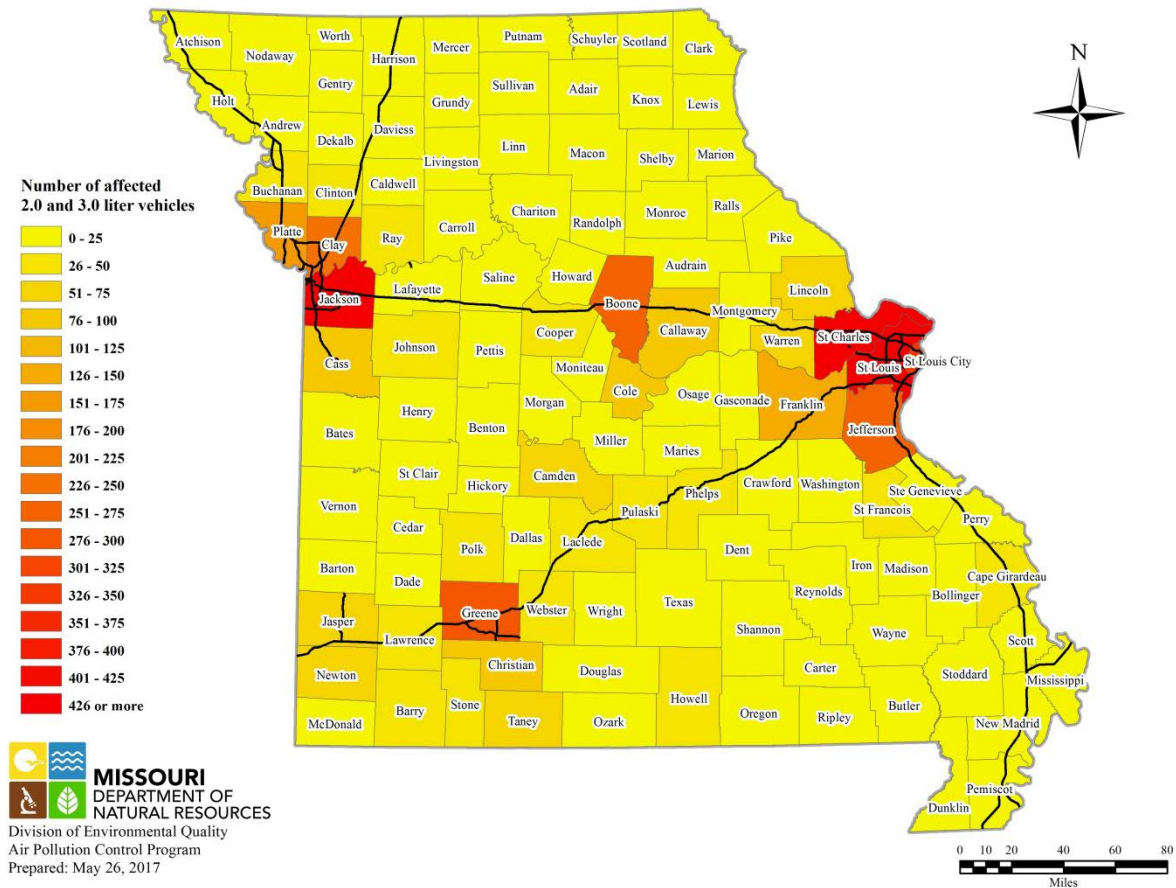 Atchison
Nodaway
Worth
Harrison
Mercer
Putnam
Schuyler
Scotland
Clark
N
Gentry
Sullivan
Adair
Knox
Lewis
Holt
Grundy
Andrew
Dekalb
Daviess
Linn
Macon
Shelby
Marion
Livingston
Buchanan
Clinton
Caldwell
Chariton
Randolph
Monroe
Ralls
Carroll
Platte
Clay
Ray
Pike
Number of affected
2.0 and 3.0 liter vehicles
0 - 25
26 - 50
51 - 75
76 - 100
101 - 125
126 - 150
151 - 175
176 - 200
201 - 225
226 - 250
251 - 275
276 - 300
301 - 325
326 - 350
351 - 375
376 - 400
401 - 425
426 or more
Saline
Howard
Audrain
Lafayette
Lincoln
Jackson
Boone
Montgomery
Callaway
Cooper
Warren
St Charles
Johnson
Pettis
Moniteau
St Louis City
St Louis
Cass
Cole
Osage
Gasconade
Franklin
Morgan
Henry
Benton
Jefferson
Bates
Miller
Maries
St Clair
Camden
Hickory
Crawford
Washington
Ste Genevieve
Phelps
Vernon
Pulaski
St Francois
Perry
Cedar
Dallas
Laclede
Polk
Dent
Iron
Madison
Barton
Dade
Cape Girardeau
Reynolds
Bollinger
Texas
Greene
Webster
Wright
Jasper
Shannon
Wayne
Lawrence
Scott
Christian
Douglas
Carter
Stoddard
Newton
Mississippi
Howell
Stone
Butler
Barry
Oregon
Ripley
McDonald
Taney
Ozark
New Madrid
Pemiscot
Dunklin
MISSOURI
DEPARTMENT OF
NATURAL RESOURCES
Division of Environmental Quality
Air Pollution Control Program
Prepared: May 26, 2017
0 10 20 40 60 80
Miles